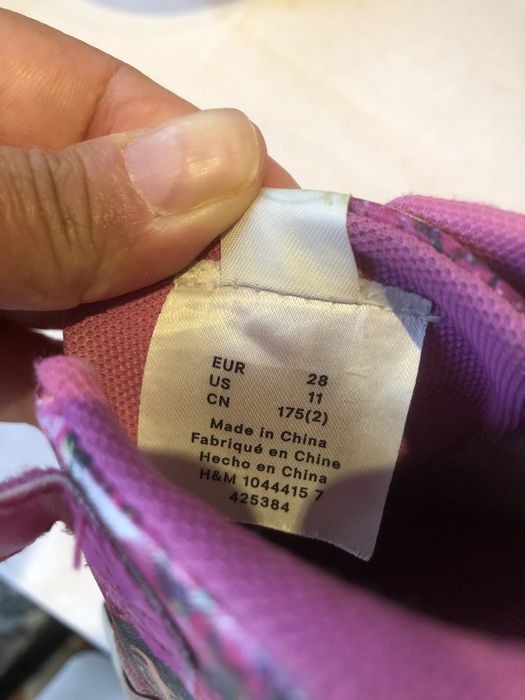 EUR 28
US 11
CN 175(2)
Made in China
Fabriqué en Chine
Hecho en China
H&M 1044415 7
425384